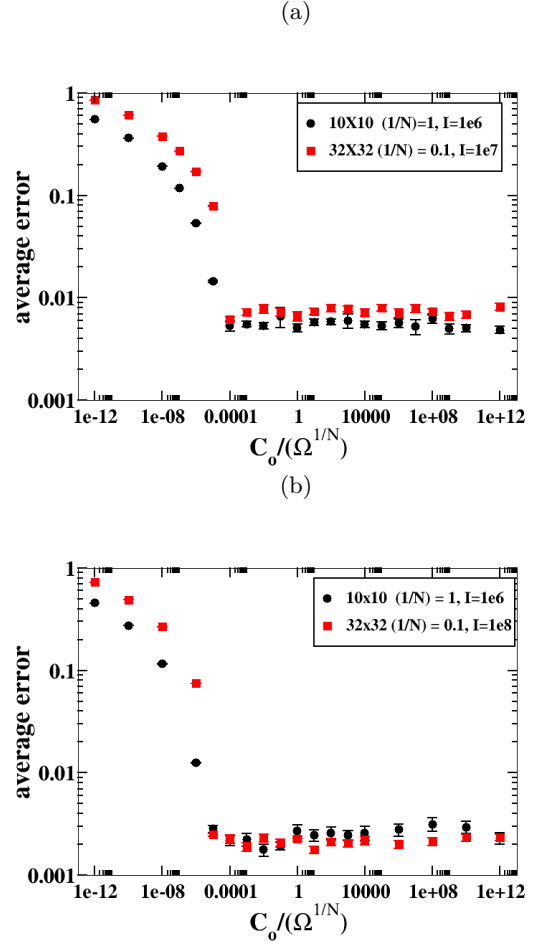 (a)
1
0.1
0.01
0.001
average error
10X10 (1/N)=1, I=1e6
32X32 (1/N) = 0.1, I=1e7
1e-12 1e-08 0.0001 1 10000 1e+08 1e+12
C_o/(Ω^{1/N})
(b)
1
0.1
0.01
0.001
average error
10x10 (1/N) = 1, I=1e6
32x32 (1/N) = 0.1, I=1e8
1e-12 1e-08 0.0001 1 10000 1e+08 1e+12
C_o/(Ω^{1/N})